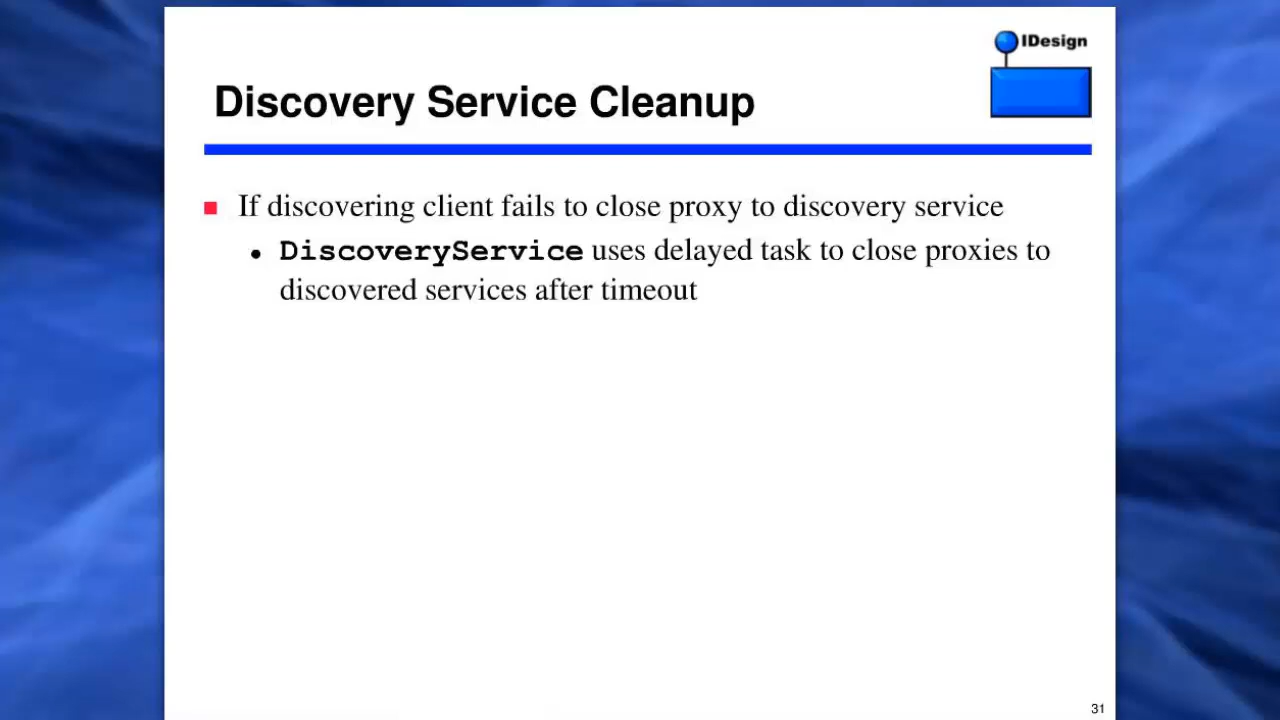 IDesign
Discovery Service Cleanup
If discovering client fails to close proxy to discovery service
DiscoveryService uses delayed task to close proxies to
discovered services after timeout
31